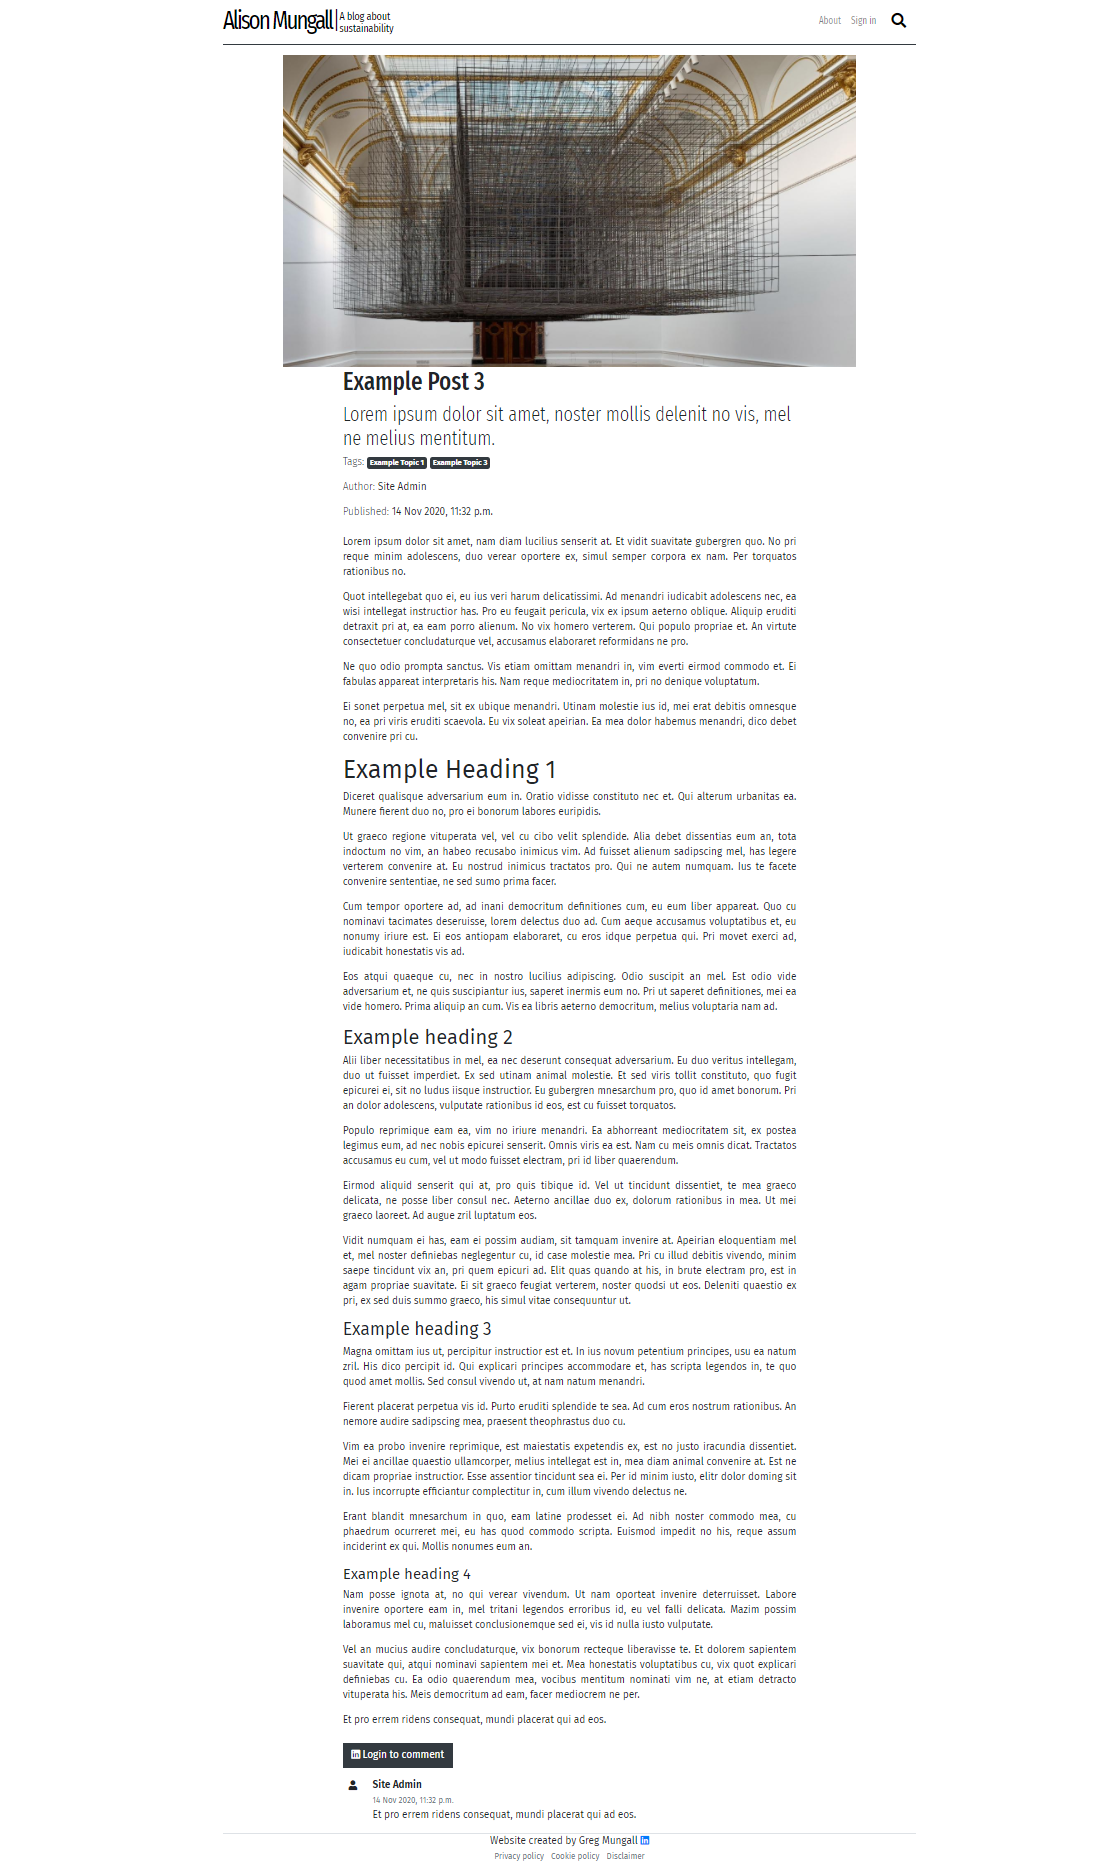 Alison Mungall
A blog about
sustainability
About Sign in
Example Post 3
Lorem ipsum dolor sit amet, noster mollis delenit no vis, mel
ne melius mentitum.
Tags: Example Topic 1 Example Topic 3
Author: Site Admin
Published: 14 Nov 2020, 11:32 p.m.
Lorem ipsum dolor sit amet, nam diam lucilius senserit at. Et vidit suavitate gubergren quo. No pri
reque minim adolescens, duo verear oportere ex, simul semper corpora ex nam. Per torquatos
rationibus no.
Quot intellegebat quo ei, eu ius veri harum delicatissimi. Ad menandri iudicabit adolescens nec, ea
wisi intellegat instructior has. Pro eu feugait pericula, vix ex ipsum aeterno oblique. Aliquip eruditi
detraxit pri at, ea eam porro alienum. No vix homero verterem. Qui populo propriae et. An virtute
consectetuer concludaturque vel, accusamus elaboraret reformidans ne pro.
Ne quo odio prompta sanctus. Vis etiam omittam menandri in, vim everti eirmod commodo et. Ei
fabulas appareat interpretaris his. Nam reque mediocritatem in, pri no denique voluptatum.
Ei sonet perpetua mel, sit ex ubique menandri. Utinam molestie ius id, mei erat debitis omnesque
no, ea pri viris eruditi scaevola. Eu vix soleat apeirian. Ea mea dolor habemus menandri, dico debet
convenire pri cu.
Example Heading 1
Diceret qualisque adversarium eum in. Oratio vidisse constituto nec et. Qui alterum urbanitas ea.
Munere fierent duo no, pro ei bonorum labores euripidis.
Ut graeco regione vituperata vel, vel cu cibo velit splendide. Alia debet dissentias eum an, tota
indoctum no vim, an habeo recusabo inimicus vim. Ad fuisset alienum sadipscing mel, has legere
verterem convenire at. Eu nostrud inimicus tractatos pro. Qui ne autem numquam. Ius te facete
convenire sententiae, ne sed sumo prima facer.
Cum tempor oportere ad, ad inani democritum definitiones cum, eu eum liber appareat. Quo cu
nominavi tacimates deseruisse, lorem delectus duo ad. Cum aeque accusamus voluptatibus et, eu
nonumy iriure est. Ei eos antiopam elaboraret, cu eros idque perpetua qui. Pri movet exerci ad,
iudicabit honestatis vis ad.
Eos atqui quaeque cu, nec in nostro lucilius adipiscing. Odio suscipit an mel. Est odio vide
adversarium et, ne quis suscipiantur ius, saperet inermis eum no. Pri ut saperet definitiones, mei ea
vide homero. Prima aliquip an cum. Vis ea libris aeterno democritum, melius voluptaria nam ad.
Example heading 2
Alii liber necessitatibus in mel, ea nec deserunt consequat adversarium. Eu duo veritus intellegam,
duo ut fuisset imperdiet. Ex sed utinam animal molestie. Et sed viris tollit constituto, quo fugit
epicurei ei, sit no ludus iisque instructior. Eu gubergren mnesarchum pro, quo id amet bonorum. Pri
an dolor adolescens, vulputate rationibus id eos, est cu fuisset torquatos.
Populo reprimique eam ea, vim no iriure menandri. Ea abhorreant mediocritatem sit, ex postea
legimus eum, ad nec nobis epicurei senserit. Omnis viris ea est. Nam cu meis omnis dicat. Tractatos
accusamus eu cum, vel ut modo fuisset electram, pri id liber quaerendum.
Eirmod aliquid senserit qui at, pro quis tibique id. Vel ut tincidunt dissentiet, te mea graeco
delicata, ne posse liber consul nec. Aeterno ancillae duo ex, dolorum rationibus in mea. Ut mei
graeco laoreet. Ad augue zril luptatum eos.
Vidit numquam ei has, eam ei possim audiam, sit tamquam invenire at. Apeirian eloquentiam mel
et, mel noster definiebas neglegentur cu, id case molestie mea. Pri cu illud debitis vivendo, minim
saepe tincidunt vix an, pri quem epicuri ad. Elit quas quando at his, in brute electram pro, est in
agam propriae suavitate. Ei sit graeco feugiat verterem, noster quodsi ut eos. Deleniti quaestio ex
pri, ex sed duis summo graeco, his simul vitae consequuntur ut.
Example heading 3
Magna omittam ius ut, percipitur instructior est et. In ius novum petentium principes, usu ea natum
zril. His dico percipit id. Qui explicari principes accommodare et, has scripta legendos in, te quo
quod amet mollis. Sed consul vivendo ut, at nam natum menandri.
Fierent placerat perpetua vis id. Purto eruditi splendide te sea. Ad cum eros nostrum rationibus. An
nemore audire sadipscing mea, praesent theophrastus duo cu.
Vim ea probo invenire reprimique, est maiestatis expetendis ex, est no justo iracundia dissentiet.
Mei ei ancillae quaestio ullamcorper, melius intellegat est in, mea diam animal convenire at. Est ne
dicam propriae instructior. Esse assentior tincidunt sea ei. Per id minim iusto, elitr dolor doming sit
in. Ius incorrupte efficiantur complectitur in, cum illum vivendo delectus ne.
Erant blandit mnesarchum in quo, eam latine prodesset ei. Ad nibh noster commodo mea, cu
phaedrum ocurreret mei, eu has quod commodo scripta. Euismod impedit no his, reque assum
inciderint ex qui. Mollis nonumes eum an.
Example heading 4
Nam posse ignota at, no qui verear vivendum. Ut nam oporteat invenire deterruisset. Labore
invenire oportere eam in, mel tritani legendos erroribus id, eu vel falli delicata. Mazim possim
laboramus mel cu, maluisset conclusionemque sed ei, vis id nulla iusto vulputate.
Vel an mucius audire concludaturque, vix bonorum recteque liberavisse te. Et dolorem sapientem
suavitate qui, atqui nominavi sapientem mei et. Mea honestatis voluptatibus cu, vix quot explicari
definiebas cu. Ea odio quaerendum mea, vocibus mentitum nominati vim ne, at etiam detracto
vituperata his. Meis democritum ad eam, facer mediocrem ne per.
Et pro errem ridens consequat, mundi placerat qui ad eos.
Login to comment
Site Admin
14 Nov 2020, 11:32 p.m.
Et pro errem ridens consequat, mundi placerat qui ad eos.
Website created by Greg Mungall
Privacy policy Cookie policy Disclaimer